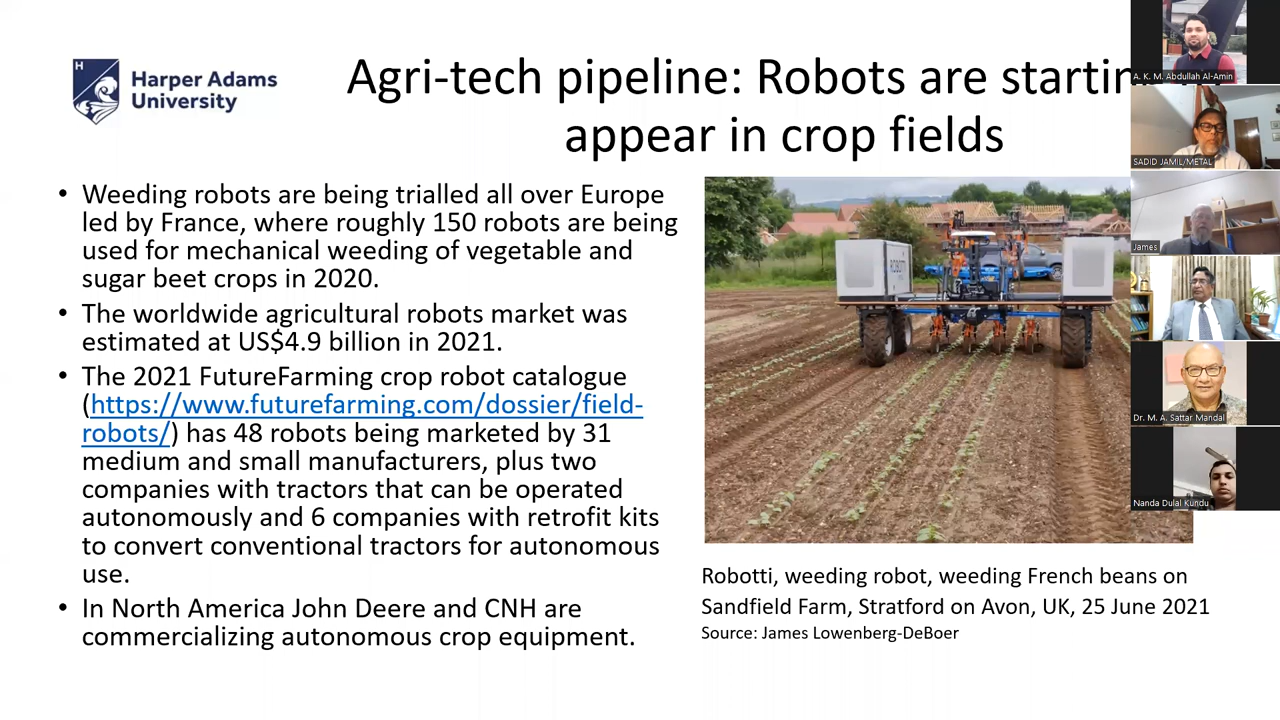 H
Harper Adams
University
Agri-tech pipeline: Robots are starting
appear in crop fields
• Weeding robots are being trialled all over Europe
led by France, where roughly 150 robots are being
used for mechanical weeding of vegetable and
sugar beet crops in 2020.
• The worldwide agricultural robots market was
estimated at US$4.9 billion in 2021.
• The 2021 FutureFarming crop robot catalogue
(https://www.futurefarming.com/dossier/field-
robots/) has 48 robots being marketed by 31
medium and small manufacturers, plus two
companies with tractors that can be operated
autonomously and 6 companies with retrofit kits
to convert conventional tractors for autonomous
use.
• In North America John Deere and CNH are
commercializing autonomous crop equipment.
Robotti, weeding robot, weeding French beans on
Sandfield Farm, Stratford on Avon, UK, 25 June 2021
Source: James Lowenberg-DeBoer
A. K. M. Abdullah Al-Amin
SADID JAMIL/METAL
James
Dr. M. A. Sattar Mandal
Nanda Dulal Kundu